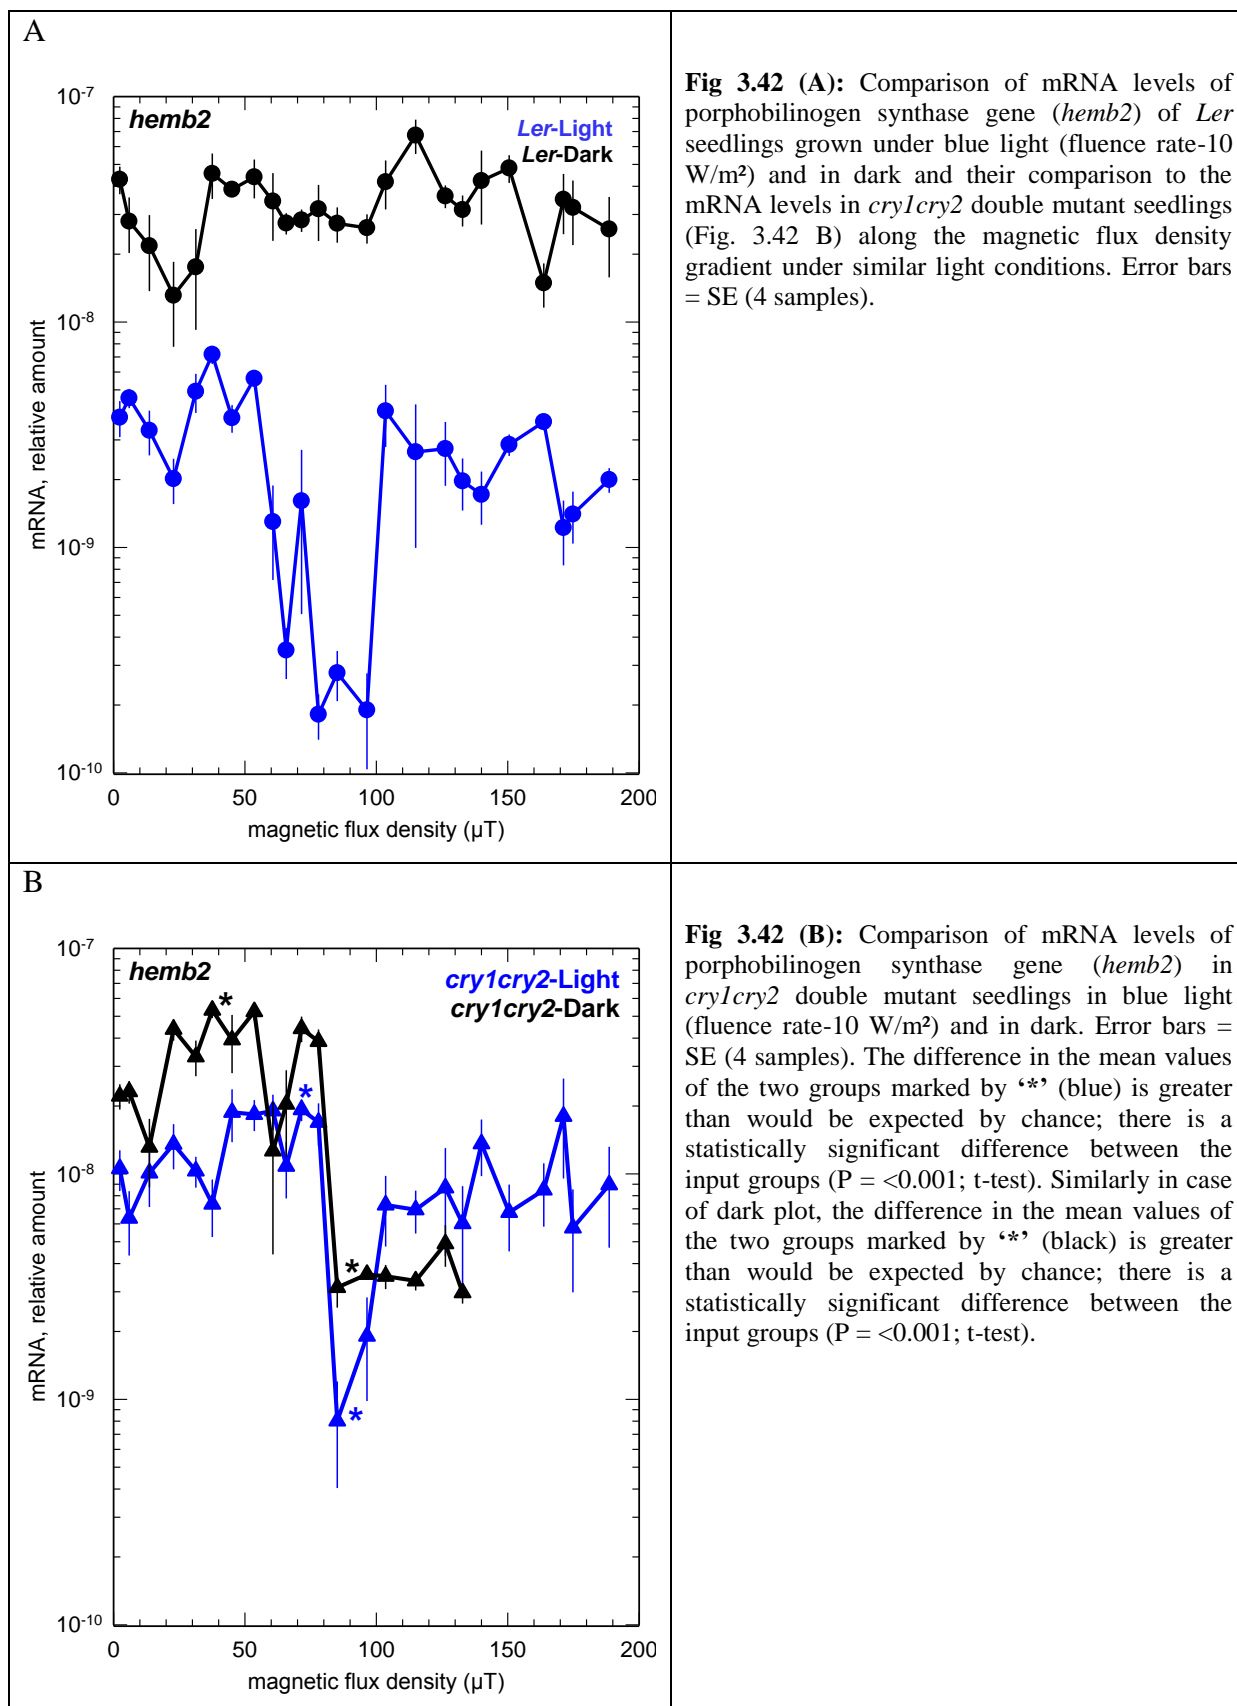 A
hemb2
Ler-Light
Ler-Dark
10-7
10-8
10-9
10-10
mRNA, relative amount
0 50 100 150 200
magnetic flux density (µT)
Fig 3.42 (A): Comparison of mRNA levels of
porphobilinogen synthase gene (hemb2) of Ler
seedlings grown under blue light (fluence rate-10
W/m²) and in dark and their comparison to the
mRNA levels in cry1cry2 double mutant seedlings
(Fig. 3.42 B) along the magnetic flux density
gradient under similar light conditions. Error bars
= SE (4 samples).
B
hemb2
cry1cry2-Light
cry1cry2-Dark
*
*
*
*
10-7
10-8
10-9
10-10
mRNA, relative amount
0 50 100 150 200
magnetic flux density (µT)
Fig 3.42 (B): Comparison of mRNA levels of
porphobilinogen synthase gene (hemb2) in
cry1cry2 double mutant seedlings in blue light
(fluence rate-10 W/m²) and in dark. Error bars =
SE (4 samples). The difference in the mean values
of the two groups marked by ‘*’ (blue) is greater
than would be expected by chance; there is a
statistically significant difference between the
input groups (P = <0.001; t-test). Similarly in case
of dark plot, the difference in the mean values of
the two groups marked by ‘*’ (black) is greater
than would be expected by chance; there is a
statistically significant difference between the
input groups (P = <0.001; t-test).